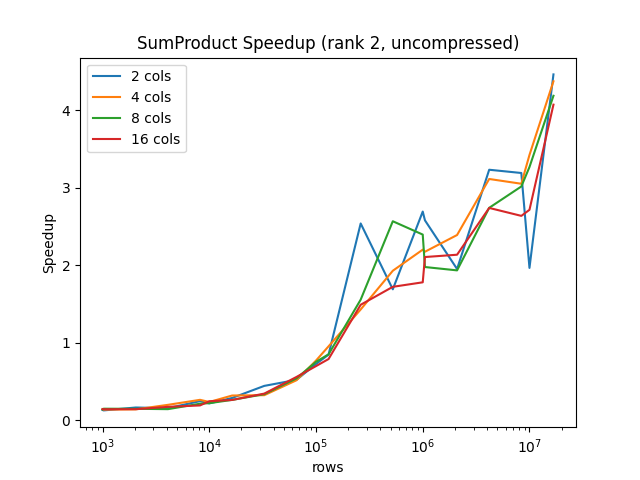 SumProduct Speedup (rank 2, uncompressed)
2 cols
4 cols
8 cols
16 cols
4
3
2
1
0
Speedup
10³
10⁴
10⁵
10⁶
10⁷
rows